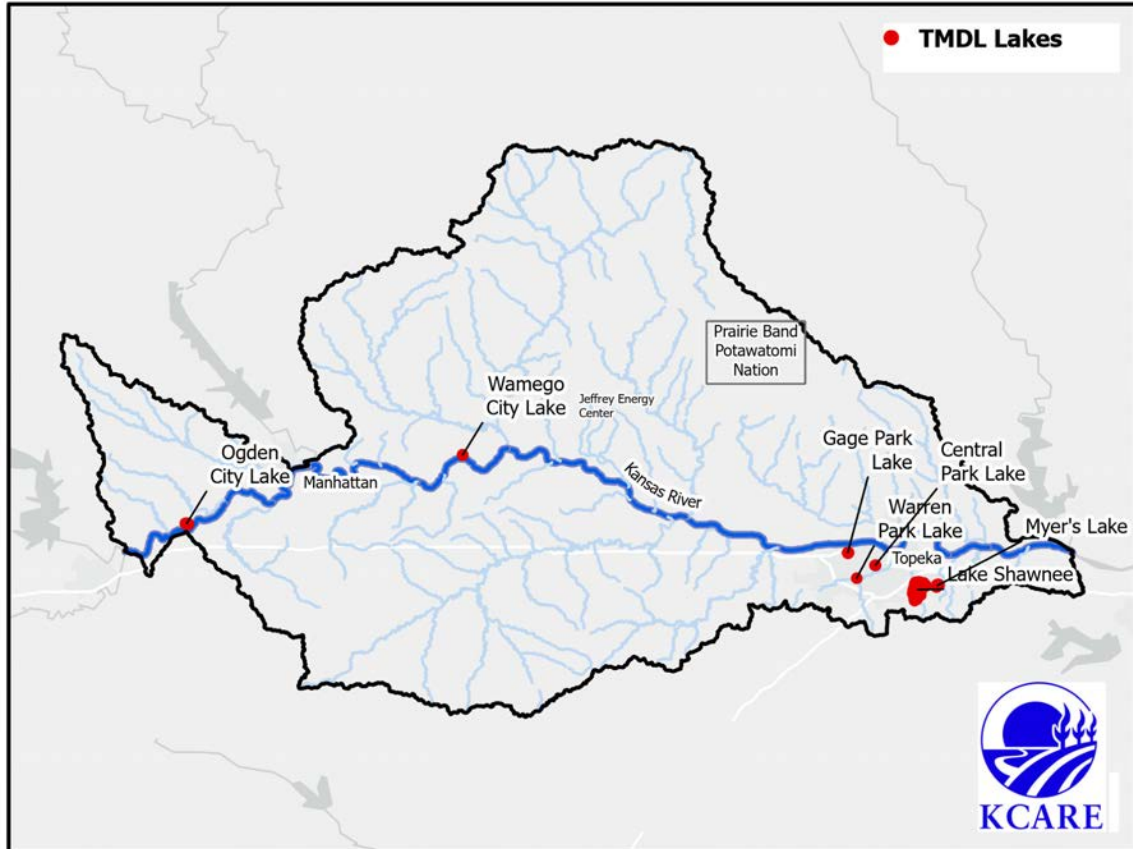 TMDL Lakes
Prairie Band
Potawatomi
Nation
Wamego
City Lake
Jeffrey Energy
Center
Gage Park
Lake
Central
Park Lake
Ogden
City Lake
Manhattan
Kansas River
Warren
Park Lake
Myer's Lake
Topeka
Lake Shawnee
KCARE